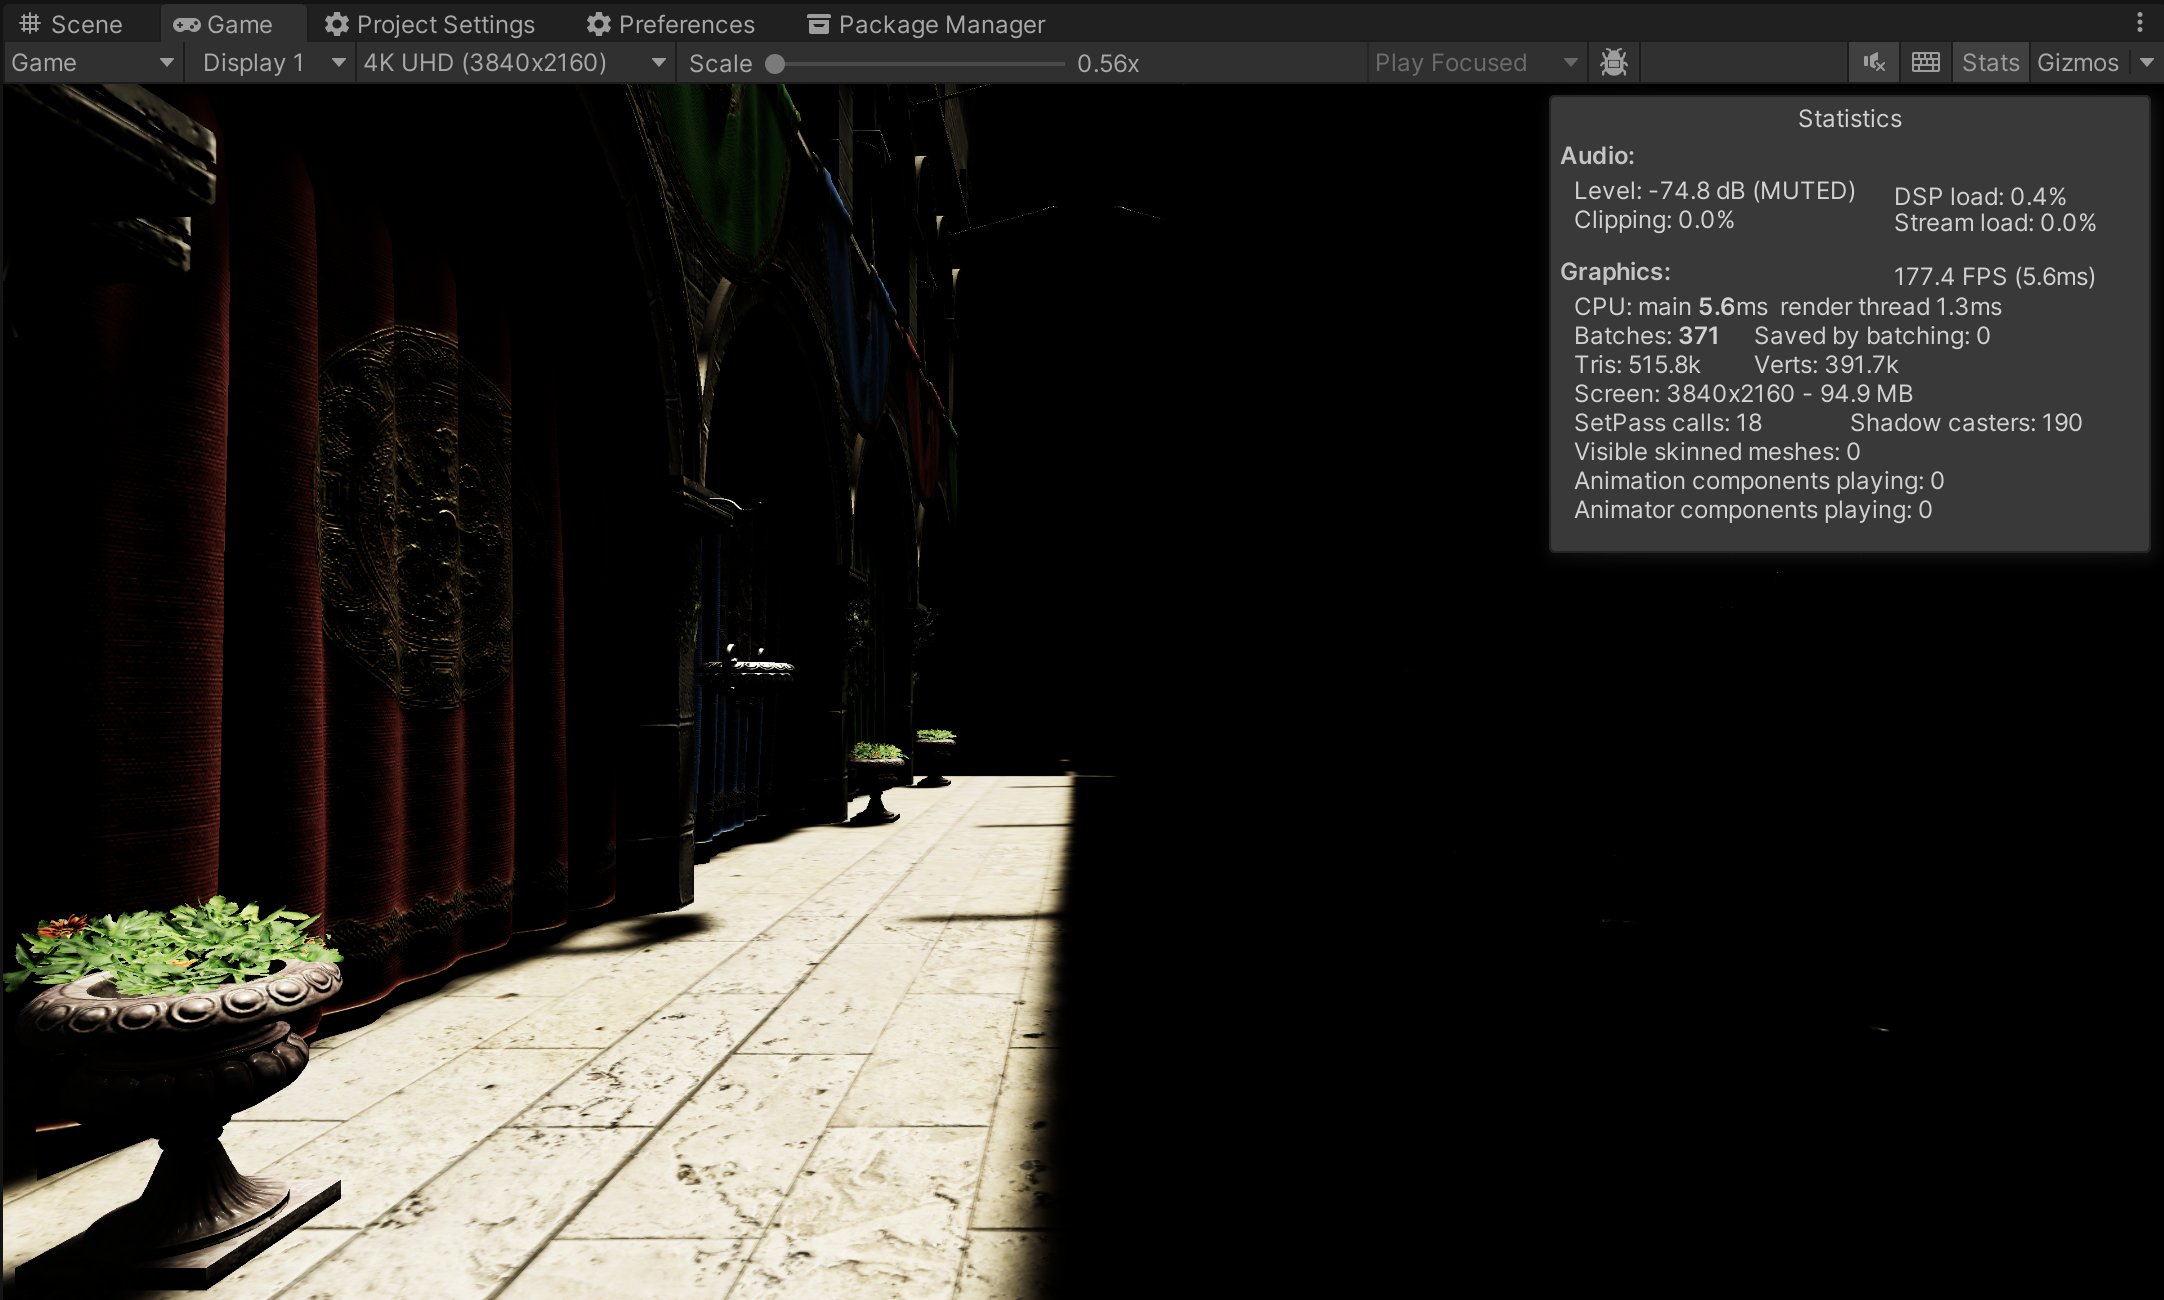 Scene Game Project Settings Preferences Package Manager
Game Display 1 4K UHD (3840x2160) Scale 0.56x Play Focused Stats Gizmos
Statistics
Audio:
Level: -74.8 dB (MUTED) DSP load: 0.4%
Clipping: 0.0% Stream load: 0.0%
Graphics: 177.4 FPS (5.6ms)
CPU: main 5.6ms render thread 1.3ms
Batches: 371 Saved by batching: 0
Tris: 515.8k Verts: 391.7k
Screen: 3840x2160 - 94.9 MB
SetPass calls: 18 Shadow casters: 190
Visible skinned meshes: 0
Animation components playing: 0
Animator components playing: 0